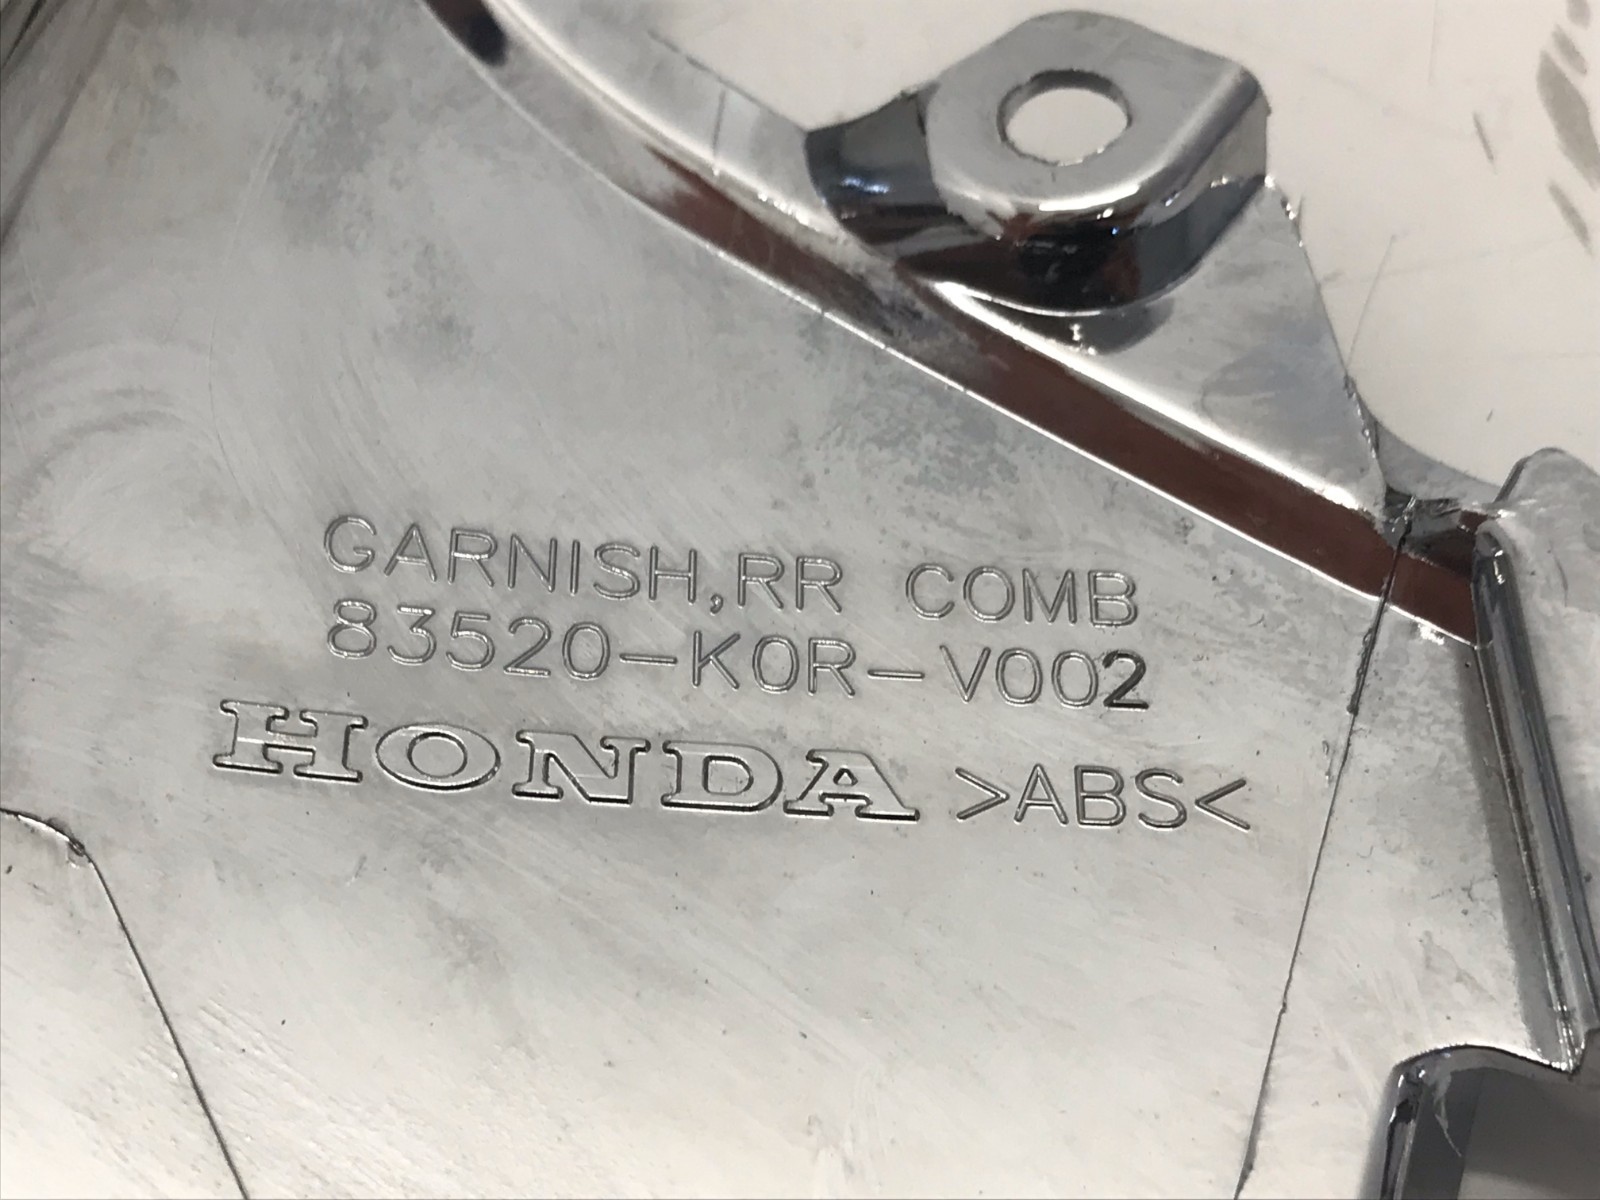 GARNISH,RR COMB
83520-K0R-V002
HONDA >ABS<